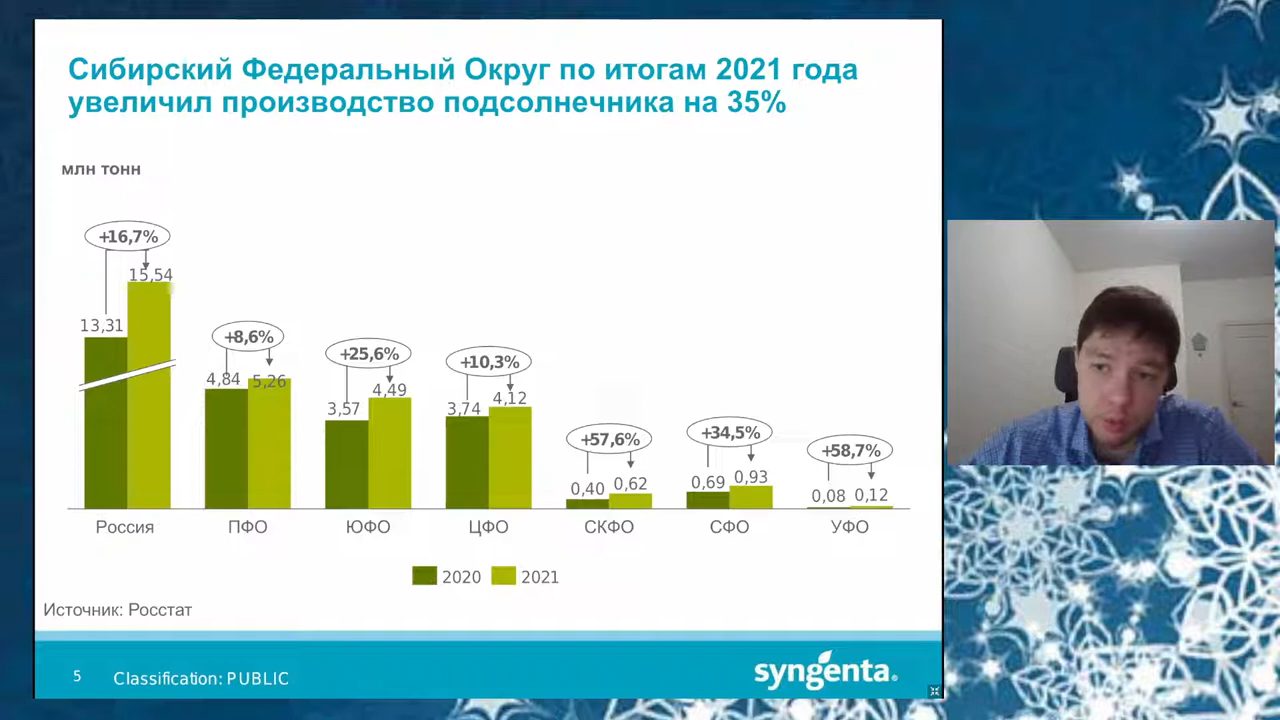 Сибирский Федеральный Округ по итогам 2021 года
увеличил производство подсолнечника на 35%
млн тонн
+16,7%
15,54
13,31
+8,6%
4,84 5,26
+25,6%
3,57 4,49
+10,3%
3,74 4,12
+57,6%
0,40 0,62
+34,5%
0,69 0,93
+58,7%
0,08 0,12
Россия ПФО ЮФО ЦФО СКФО СФО УФО
2020 2021
Источник: Росстат
5 Classification: PUBLIC
syngenta®